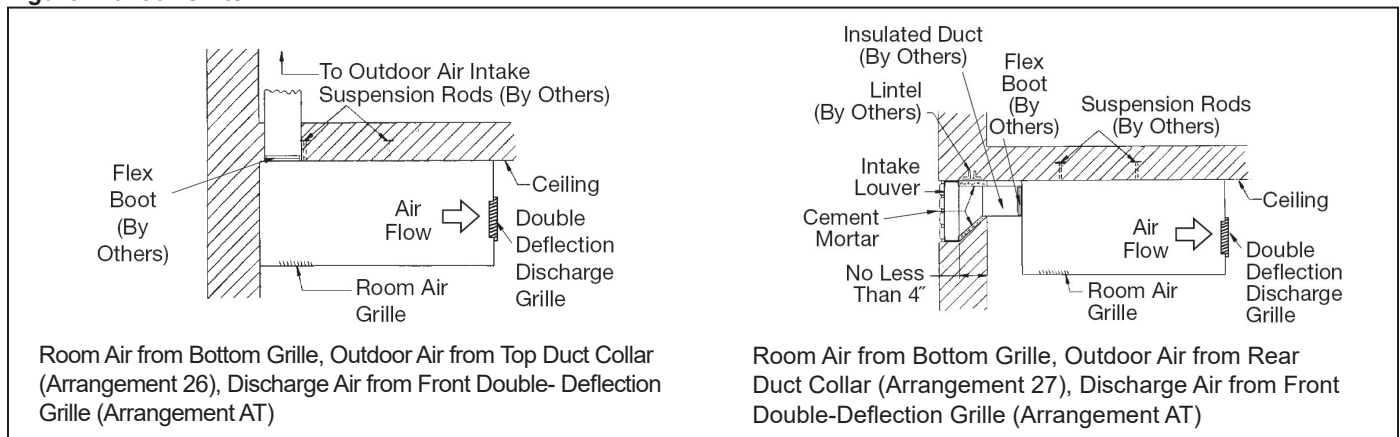 To Outdoor Air Intake
Suspension Rods (By Others)
Flex
Boot
(By
Others)
Air
Flow
Ceiling
Double
Deflection
Discharge
Grille
Room Air
Grille
Room Air from Bottom Grille, Outdoor Air from Top Duct Collar
(Arrangement 26), Discharge Air from Front Double- Deflection
Grille (Arrangement AT)
Insulated Duct
(By Others)
Flex
Boot
(By
Others)
Lintel
(By Others)
Suspension Rods
(By Others)
Intake
Louver
Cement
Mortar
Air
Flow
Ceiling
No Less
Than 4″
Room Air
Grille
Double
Deflection
Discharge
Grille
Room Air from Bottom Grille, Outdoor Air from Rear
Duct Collar (Arrangement 27), Discharge Air from Front
Double-Deflection Grille (Arrangement AT)